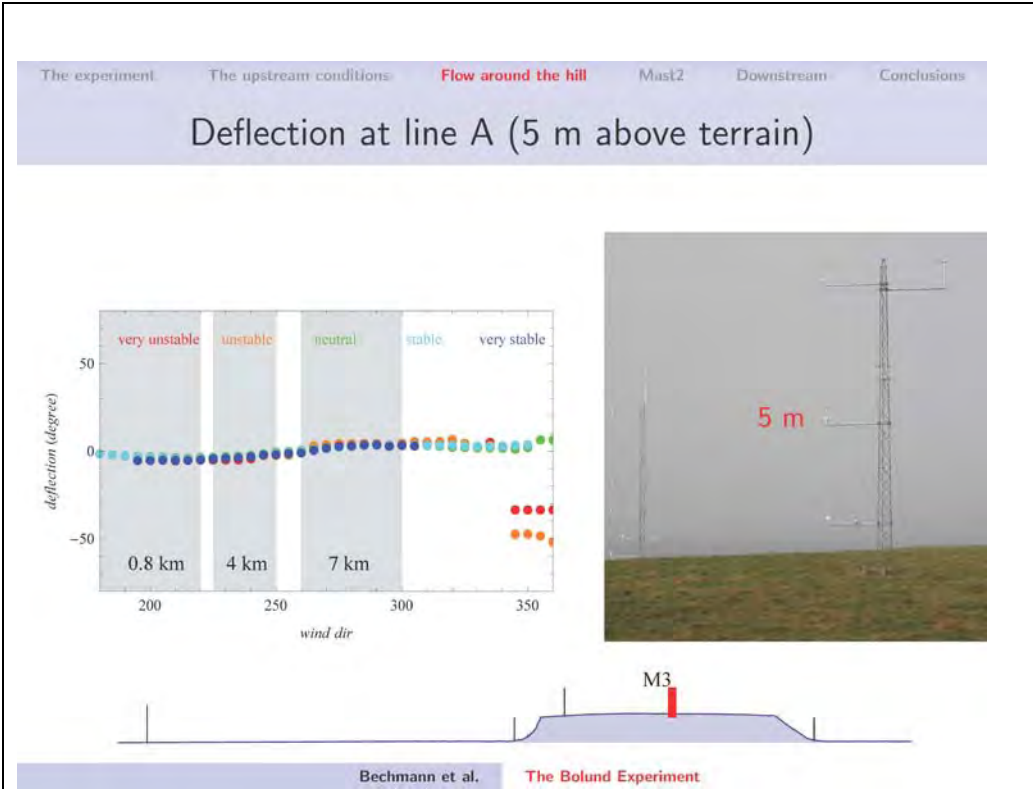 The experiment The upstream conditions Flow around the hill Mast2 Downstream Conclusions
Deflection at line A (5 m above terrain)
very unstable unstable neutral stable very stable
50
0
−50
deflection (degree)
0.8 km 4 km 7 km
200 250 300 350
wind dir
5 m
M3
Bechmann et al. The Bolund Experiment